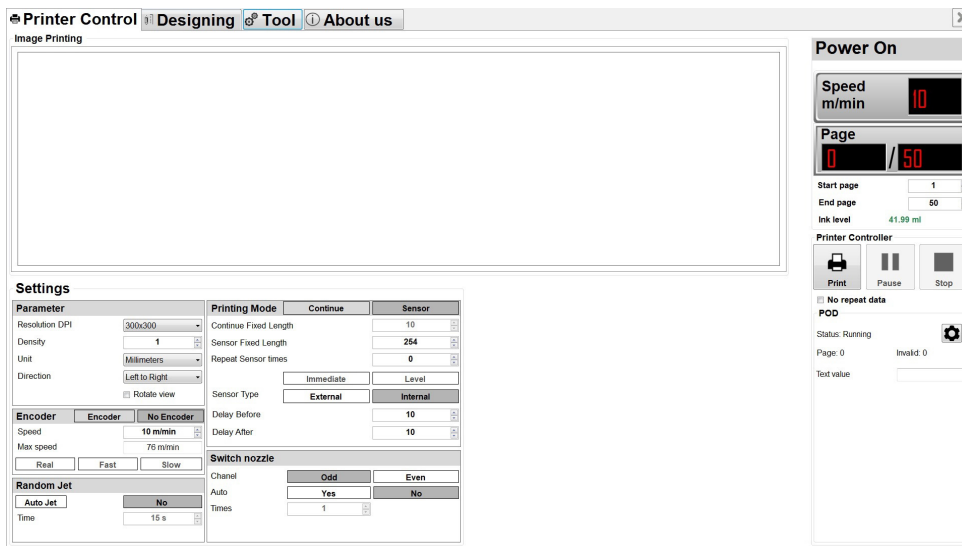 Printer Control Designing Tool About us
Image Printing
Power On
Speed
m/min
10
Page
0 / 50
Start page 1
End page 50
Ink level 41.99 ml
Printer Controller
Print Pause Stop
No repeat data
POD
Status: Running
Page: 0 Invalid: 0
Text value
Settings
Parameter
Resolution DPI 300x300
Density 1
Unit Millimeters
Direction Left to Right
Rotate view
Encoder Encoder No Encoder
Speed 10 m/min
Max speed 76 m/min
Real Fast Slow
Random Jet
Auto Jet No
Time 15 s
Printing Mode Continue Sensor
Continue Fixed Length 10
Sensor Fixed Length 254
Repeat Sensor times 0
Immediate Level
Sensor Type External Internal
Delay Before 10
Delay After 10
Switch nozzle
Chanel Odd Even
Auto Yes No
Times 1